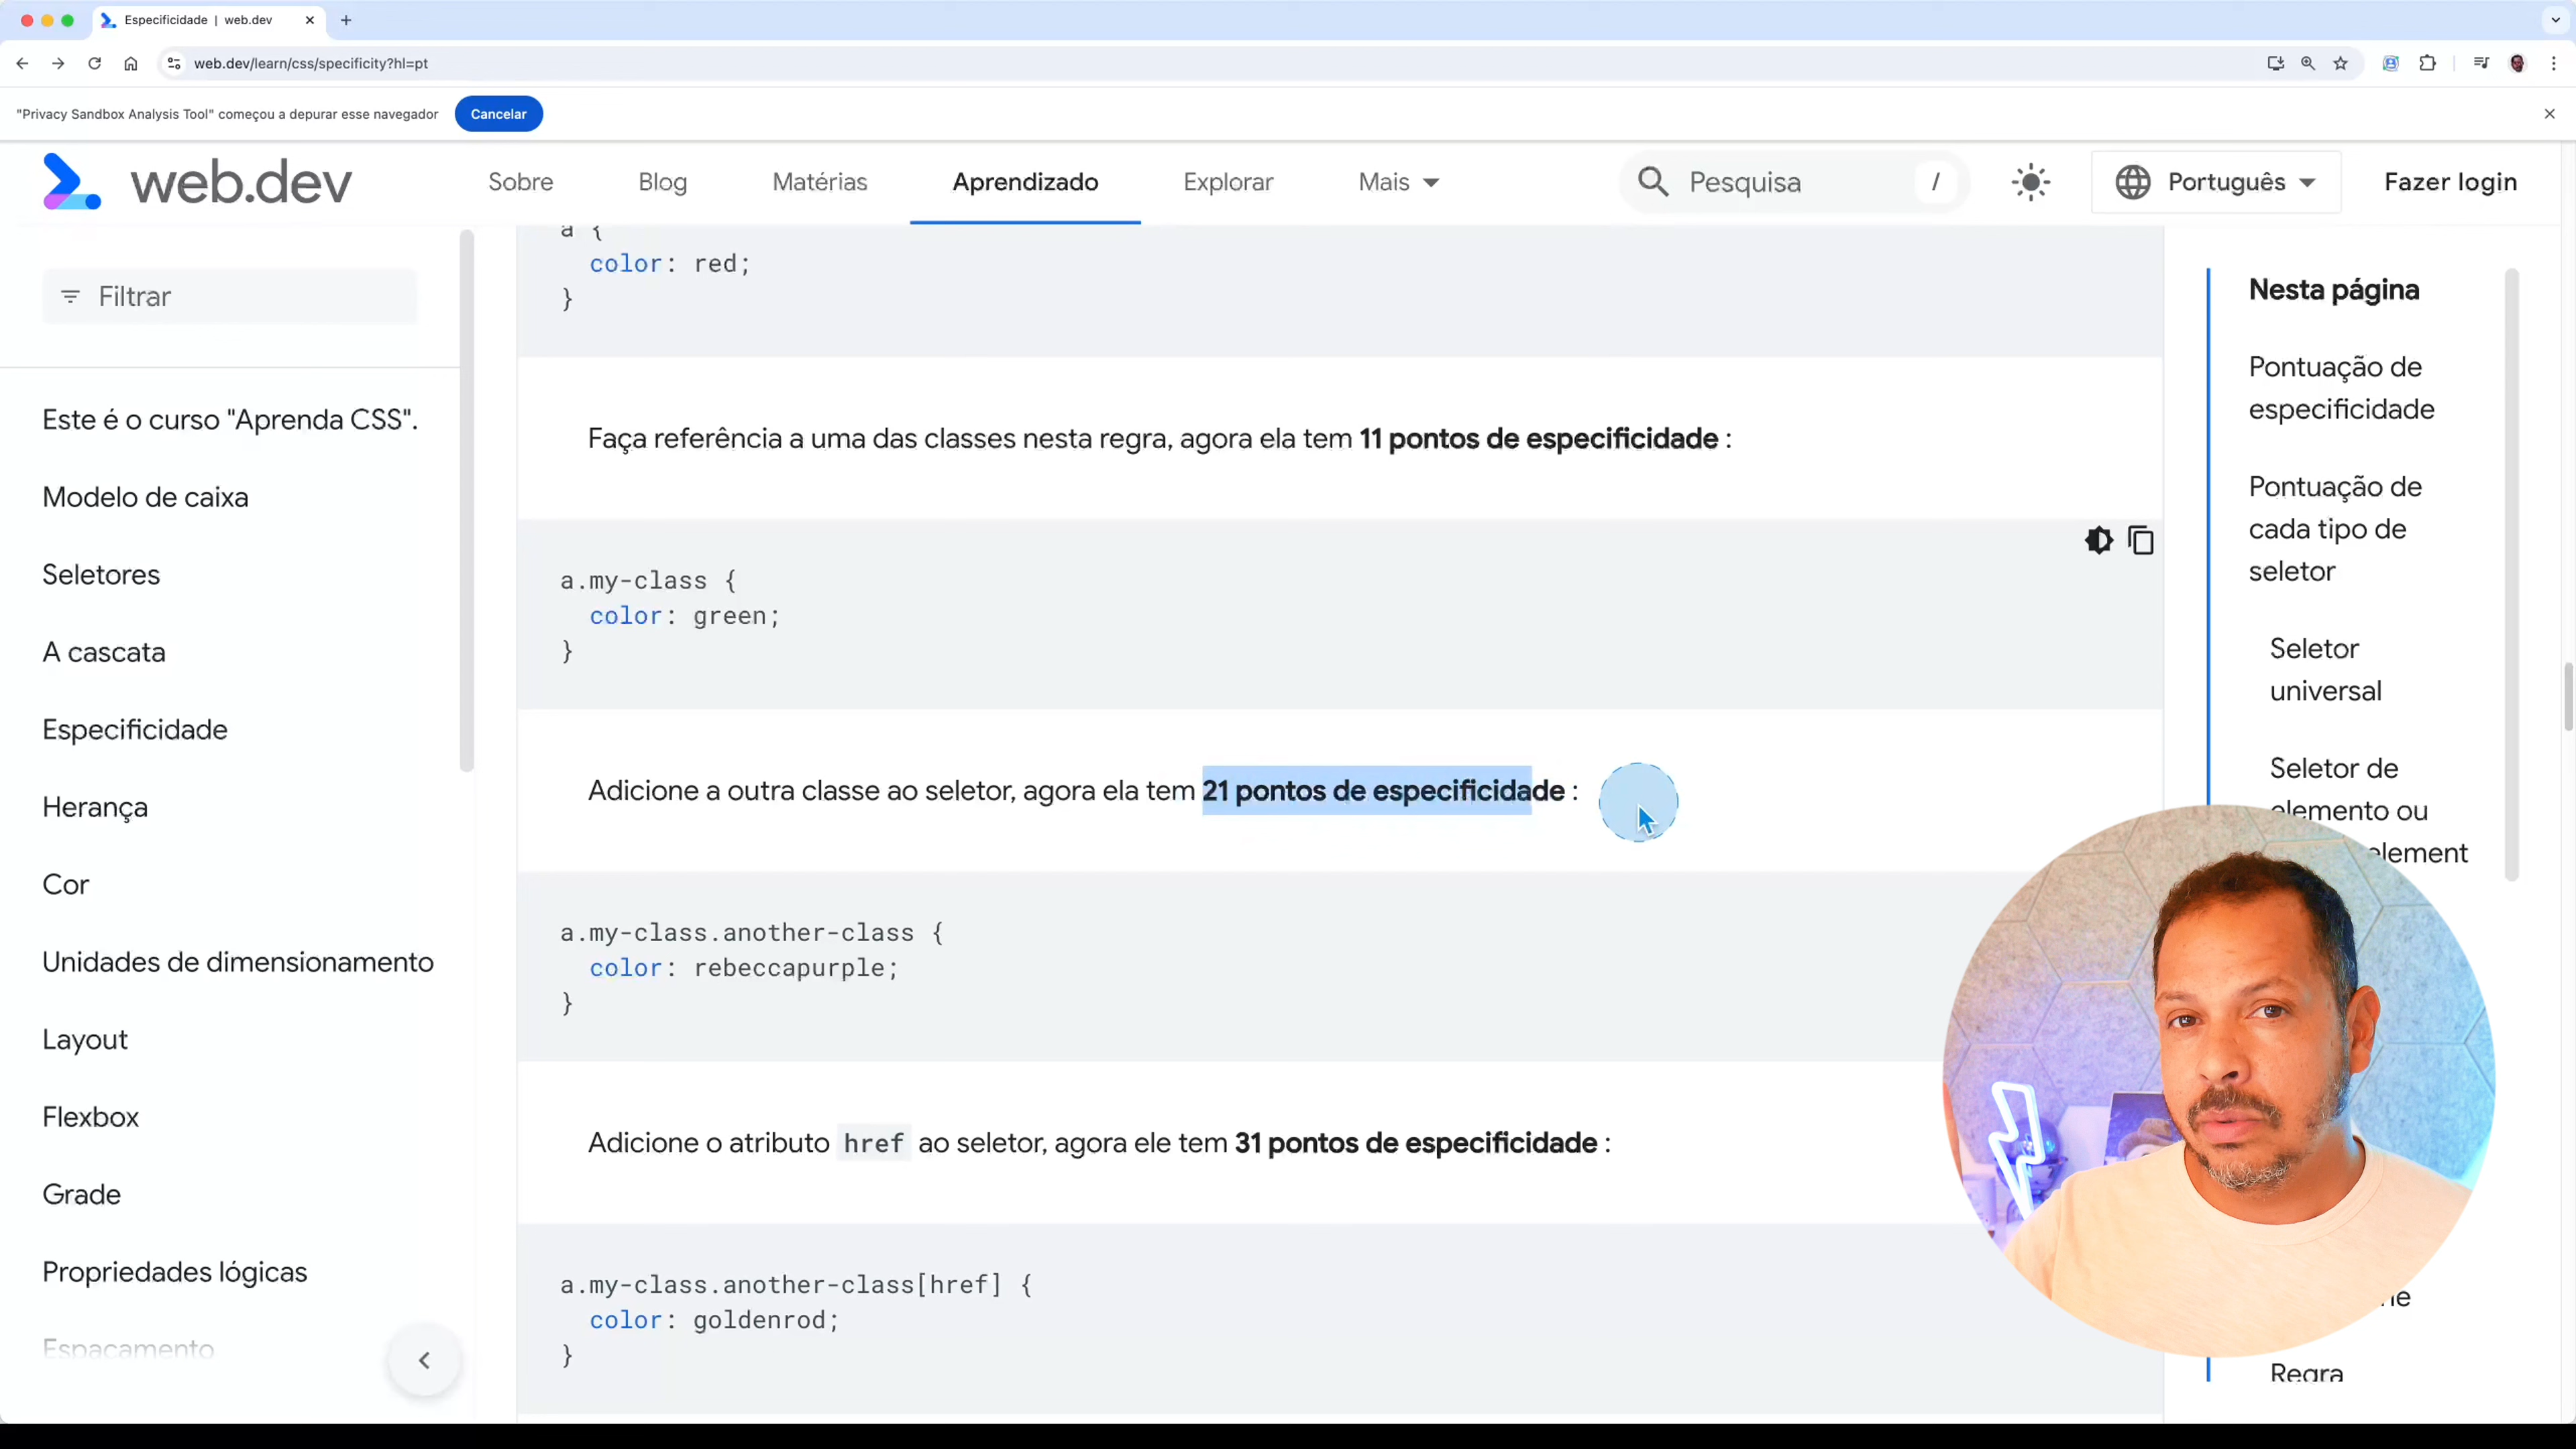 Especificidade | web.dev
web.dev/learn/css/specificity?hl=pt
"Privacy Sandbox Analysis Tool" começou a depurar esse navegador
Cancelar
web.dev
Sobre
Blog
Matérias
Aprendizado
Explorar
Mais
Pesquisa
/
Português
Fazer login
Filtrar
Este é o curso "Aprenda CSS".
Modelo de caixa
Seletores
A cascata
Especificidade
Herança
Cor
Unidades de dimensionamento
Layout
Flexbox
Grade
Propriedades lógicas
Espaçamento
a {
color: red;
}
Faça referência a uma das classes nesta regra, agora ela tem 11 pontos de especificidade :
a.my-class {
color: green;
}
Adicione a outra classe ao seletor, agora ela tem 21 pontos de especificidade :
a.my-class.another-class {
color: rebeccapurple;
}
Adicione o atributo href ao seletor, agora ele tem 31 pontos de especificidade :
a.my-class.another-class[href] {
color: goldenrod;
}
Nesta página
Pontuação de
especificidade
Pontuação de
cada tipo de
seletor
Seletor
universal
Seletor de
elemento ou
element
Regra